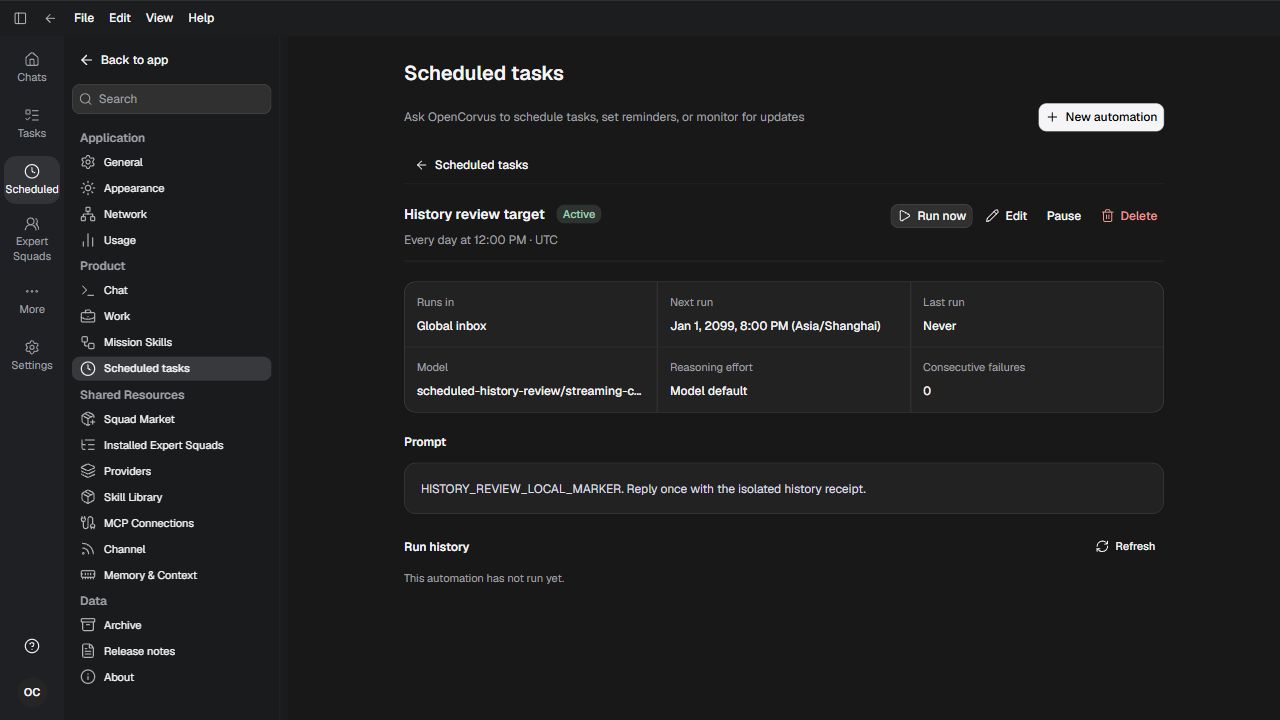 File Edit View Help
Chats
Tasks
Scheduled
Expert
Squads
More
Settings
OC
Back to app
Search
Application
General
Appearance
Network
Usage
Product
Chat
Work
Mission Skills
Scheduled tasks
Shared Resources
Squad Market
Installed Expert Squads
Providers
Skill Library
MCP Connections
Channel
Memory & Context
Data
Archive
Release notes
About
Scheduled tasks
Ask OpenCorvus to schedule tasks, set reminders, or monitor for updates
New automation
Scheduled tasks
History review target Active
Run now Edit Pause Delete
Every day at 12:00 PM · UTC
Runs in
Global inbox
Next run
Jan 1, 2099, 8:00 PM (Asia/Shanghai)
Last run
Never
Model
scheduled-history-review/streaming-c...
Reasoning effort
Model default
Consecutive failures
0
Prompt
HISTORY_REVIEW_LOCAL_MARKER. Reply once with the isolated history receipt.
Run history
Refresh
This automation has not run yet.